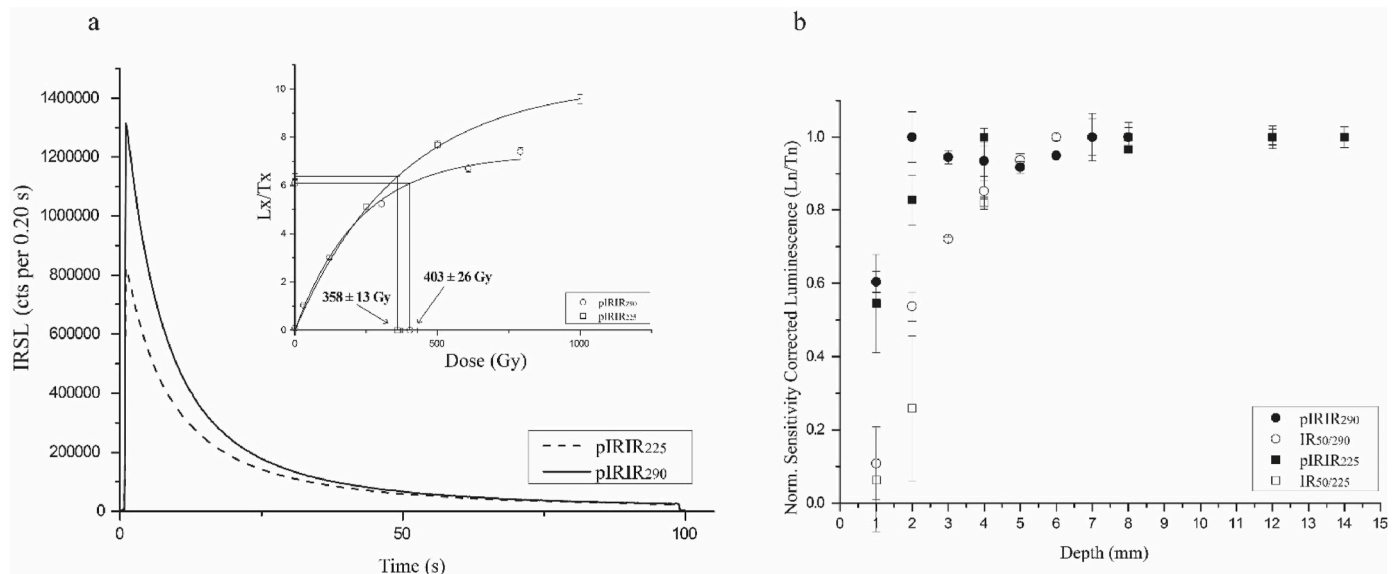 a
b
IRSL (cts per 0.20 s)
1400000
1200000
1000000
800000
600000
400000
200000
0
0
50
100
Time (s)
pIRIR225
pIRIR290
Lx/Tx
10
8
6
4
2
0
0
500
1000
Dose (Gy)
358 ± 13 Gy
403 ± 26 Gy
pIRIR290
pIRIR225
Norm. Sensitivity Corrected Luminescence (Ln/Tn)
1.0
0.8
0.6
0.4
0.2
0.0
0 1 2 3 4 5 6 7 8 9 10 11 12 13 14 15
Depth (mm)
pIRIR290
IR50/290
pIRIR225
IR50/225